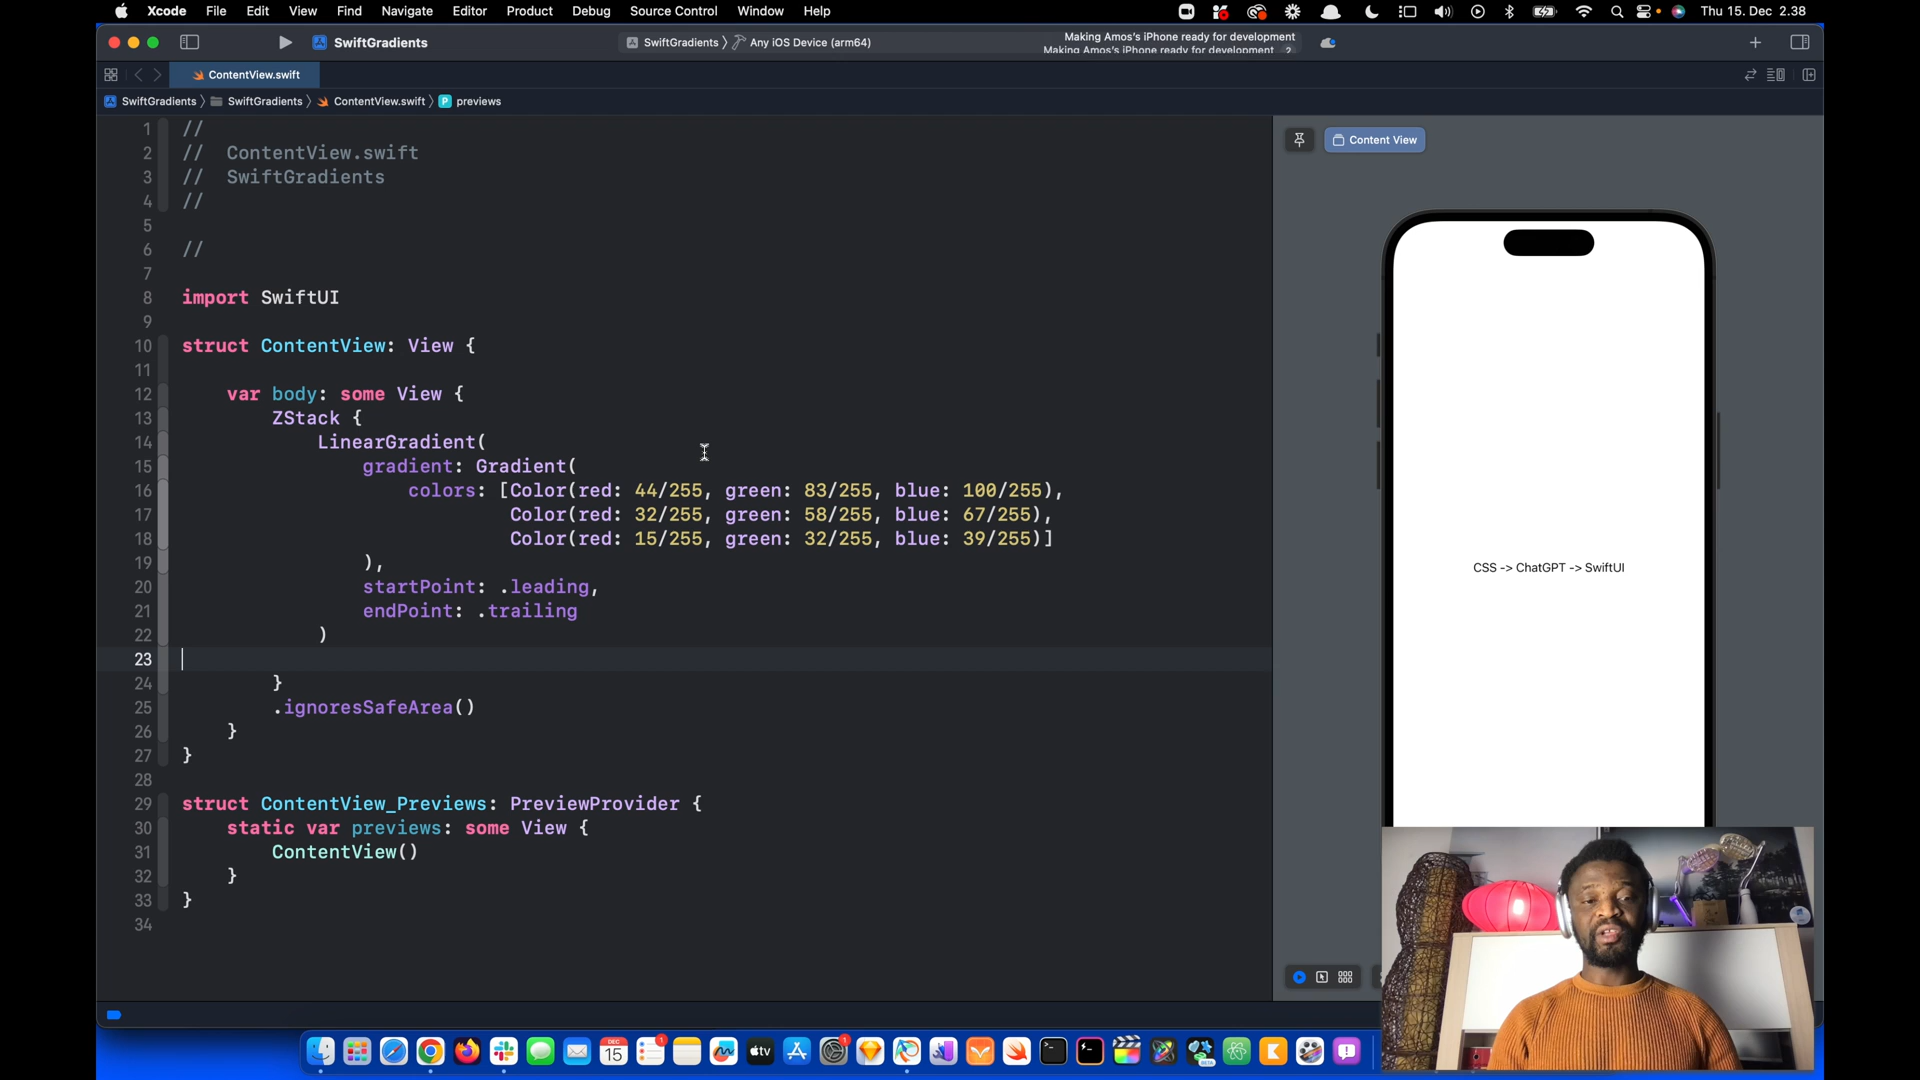 Xcode File Edit View Find Navigate Editor Product Debug Source Control Window Help
Thu 15. Dec 2.38
SwiftGradients
SwiftGradients 〉 Any iOS Device (arm64)
Making Amos's iPhone ready for development
Making Amos's iPhone ready for development
ContentView.swift
SwiftGradients 〉 SwiftGradients 〉 ContentView.swift 〉 P previews
1 //
2 // ContentView.swift
3 // SwiftGradients
4 //
5
6 //
7
8 import SwiftUI
9
10 struct ContentView: View {
11
12 var body: some View {
13 ZStack {
14 LinearGradient(
15 gradient: Gradient(
16 colors: [Color(red: 44/255, green: 83/255, blue: 100/255),
17 Color(red: 32/255, green: 58/255, blue: 67/255),
18 Color(red: 15/255, green: 32/255, blue: 39/255)]
19 ),
20 startPoint: .leading,
21 endPoint: .trailing
22 )
23
24 }
25 .ignoresSafeArea()
26 }
27 }
28
29 struct ContentView_Previews: PreviewProvider {
30 static var previews: some View {
31 ContentView()
32 }
33 }
34
Content View
CSS -> ChatGPT -> SwiftUI
DEC
15
1
tv
1
BETA